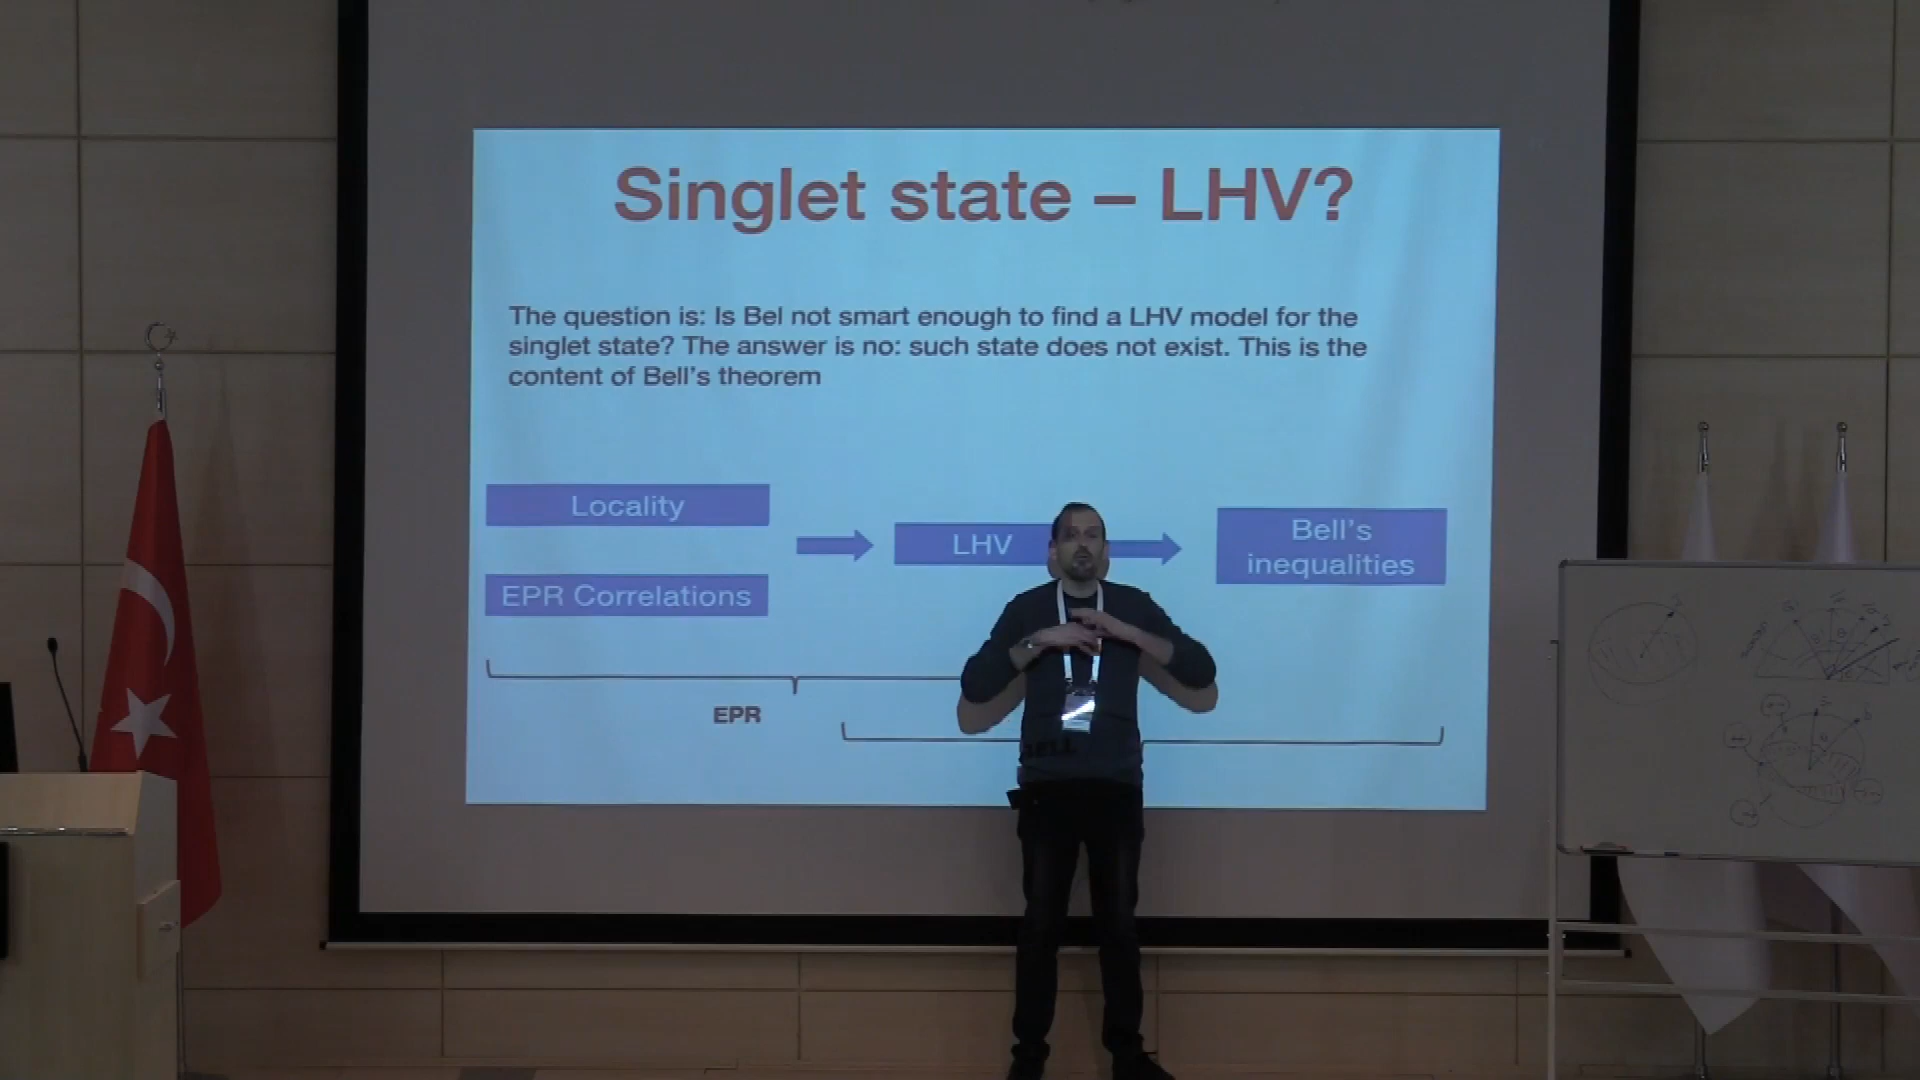 Singlet state – LHV?
The question is: Is Bel not smart enough to find a LHV model for the
singlet state? The answer is no: such state does not exist. This is the
content of Bell's theorem
Locality
EPR Correlations
LHV
Bell's
inequalities
EPR
BELL